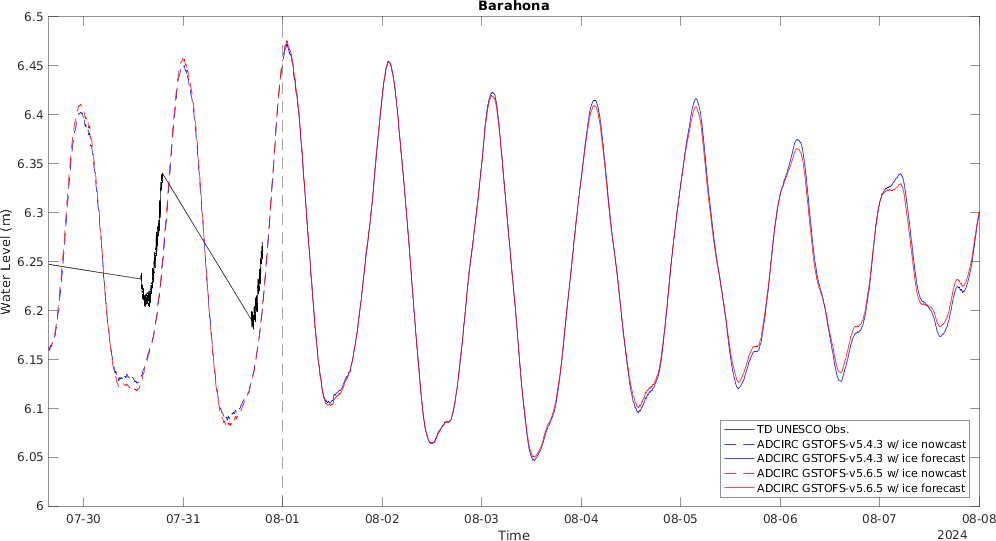 Barahona
6.5
6.45
6.4
6.35
6.3
6.25
6.2
6.15
6.1
6.05
6
Water Level (m)
TD UNESCO Obs.
ADCIRC GSTOFS-v5.4.3 w/ ice nowcast
ADCIRC GSTOFS-v5.4.3 w/ ice forecast
ADCIRC GSTOFS-v5.6.5 w/ ice nowcast
ADCIRC GSTOFS-v5.6.5 w/ ice forecast
07-30 07-31 08-01 08-02 08-03 08-04 08-05 08-06 08-07 08-08
Time
2024